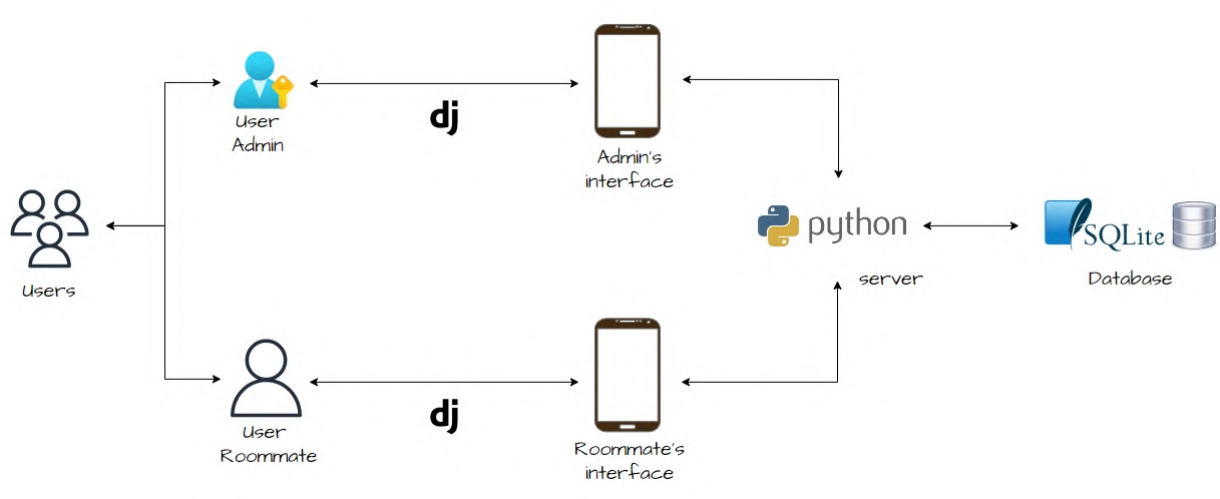 User
Admin
dj
Admin's
interface
Users
python
server
SQLite
Database
User
Roommate
dj
Roommate's
interface